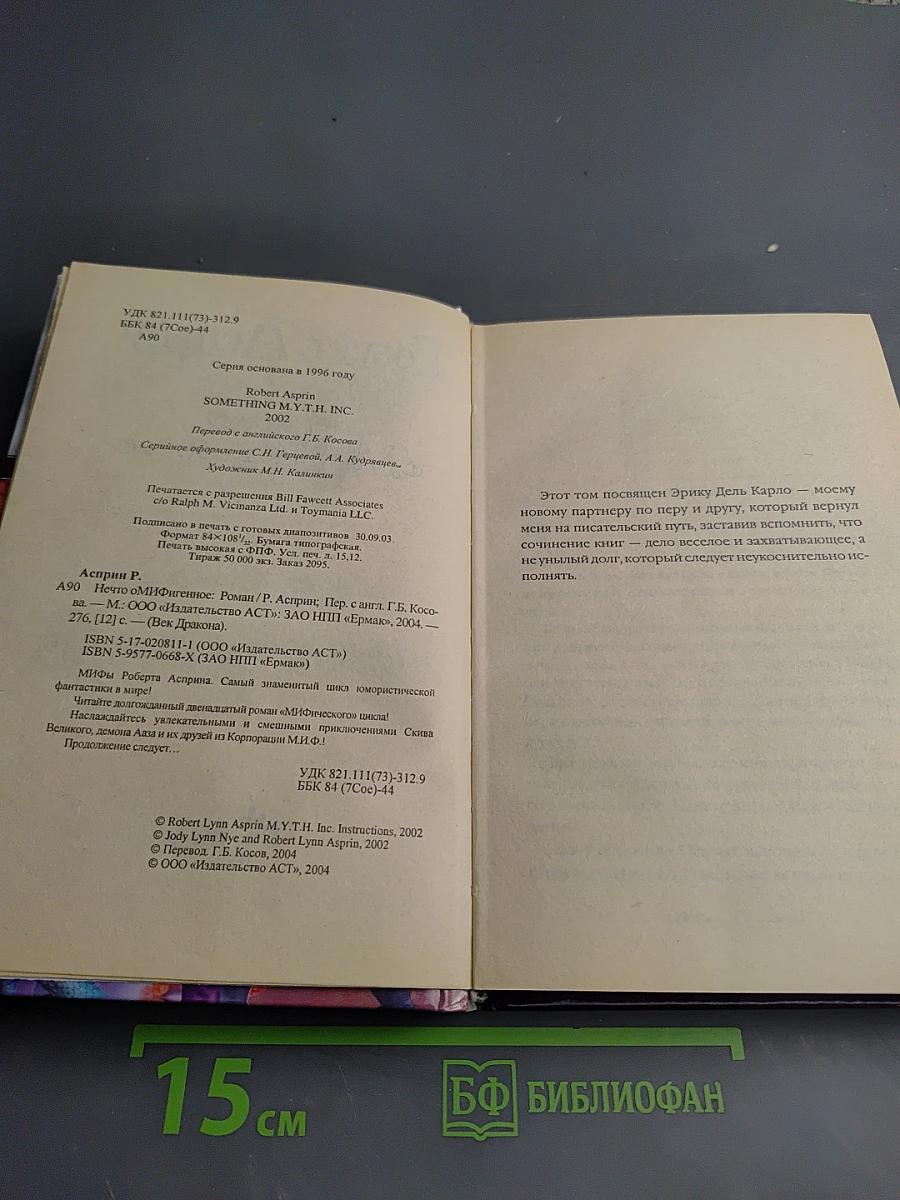 УДК 821.111(73)-312.9
ББК 84 (7Сое)-44
А90
Серия основана в 1996 году
Robert Asprin
SOMETHING M.Y.T.H. INC.
2002
Перевод с английского Г.Б. Косова
Серийное оформление С.Н. Герцевой, А.А. Кудрявцев
Художник М.Н. Калинкин
Печатается с разрешения Bill Fawcett Associates
c/o Ralph M. Vicinanza Ltd. и Toymania LLC.
Подписано в печать с готовых диапозитивов 30.09.03.
Формат 84×108¹/₃₂. Бумага типографская.
Печать высокая с ФПФ. Усл. печ. л. 15,12.
Тираж 50 000 экз. Заказ 2095.
Асприн Р.
А90 Нечто оМИФигенное: Роман / Р. Асприн; Пер. с англ. Г.Б. Косо-
ва. — М.: ООО «Издательство АСТ»: ЗАО НПП «Ермак», 2004. —
276, [12] с. — (Век Дракона).
ISBN 5-17-020811-1 (ООО «Издательство АСТ»)
ISBN 5-9577-0668-X (ЗАО НПП «Ермак»)
МИФы Роберта Асприна. Самый знаменитый цикл юмористической
фантастики в мире!
Читайте долгожданный двенадцатый роман «МИФического» цикла!
Наслаждайтесь увлекательными и смешными приключениями Скива
Великого, демона Ааза и их друзей из Корпорации М.И.Ф.!
Продолжение следует...
УДК 821.111(73)-312.9
ББК 84 (7Сое)-44
© Robert Lynn Asprin M.Y.T.H. Inc. Instructions, 2002
© Jody Lynn Nye and Robert Lynn Asprin, 2002
© Перевод. Г.Б. Косов, 2004
© ООО «Издательство АСТ», 2004
Этот том посвящен Эрику Дель Карло — моему
новому партнеру по перу и другу, который вернул
меня на писательский путь, заставив вспомнить, что
сочинение книг — дело веселое и захватывающее, а
не унылый долг, который следует неукоснительно ис-
полнять.
15 см
БФ БИБЛИОФАН